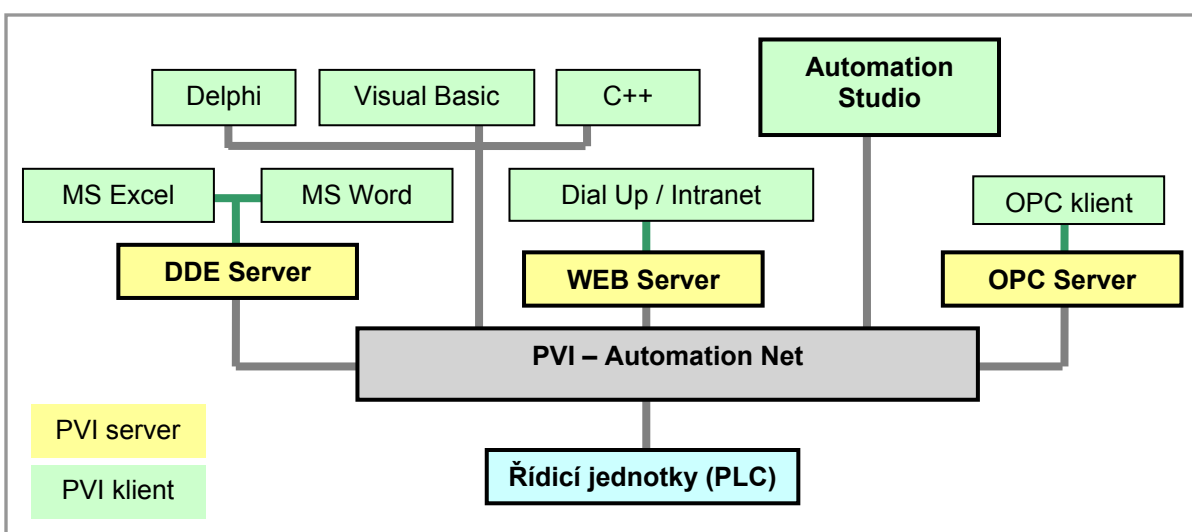 Automation
Studio
Delphi
Visual Basic
C++
MS Excel
MS Word
Dial Up / Intranet
OPC klient
DDE Server
WEB Server
OPC Server
PVI – Automation Net
PVI server
PVI klient
Řídicí jednotky (PLC)